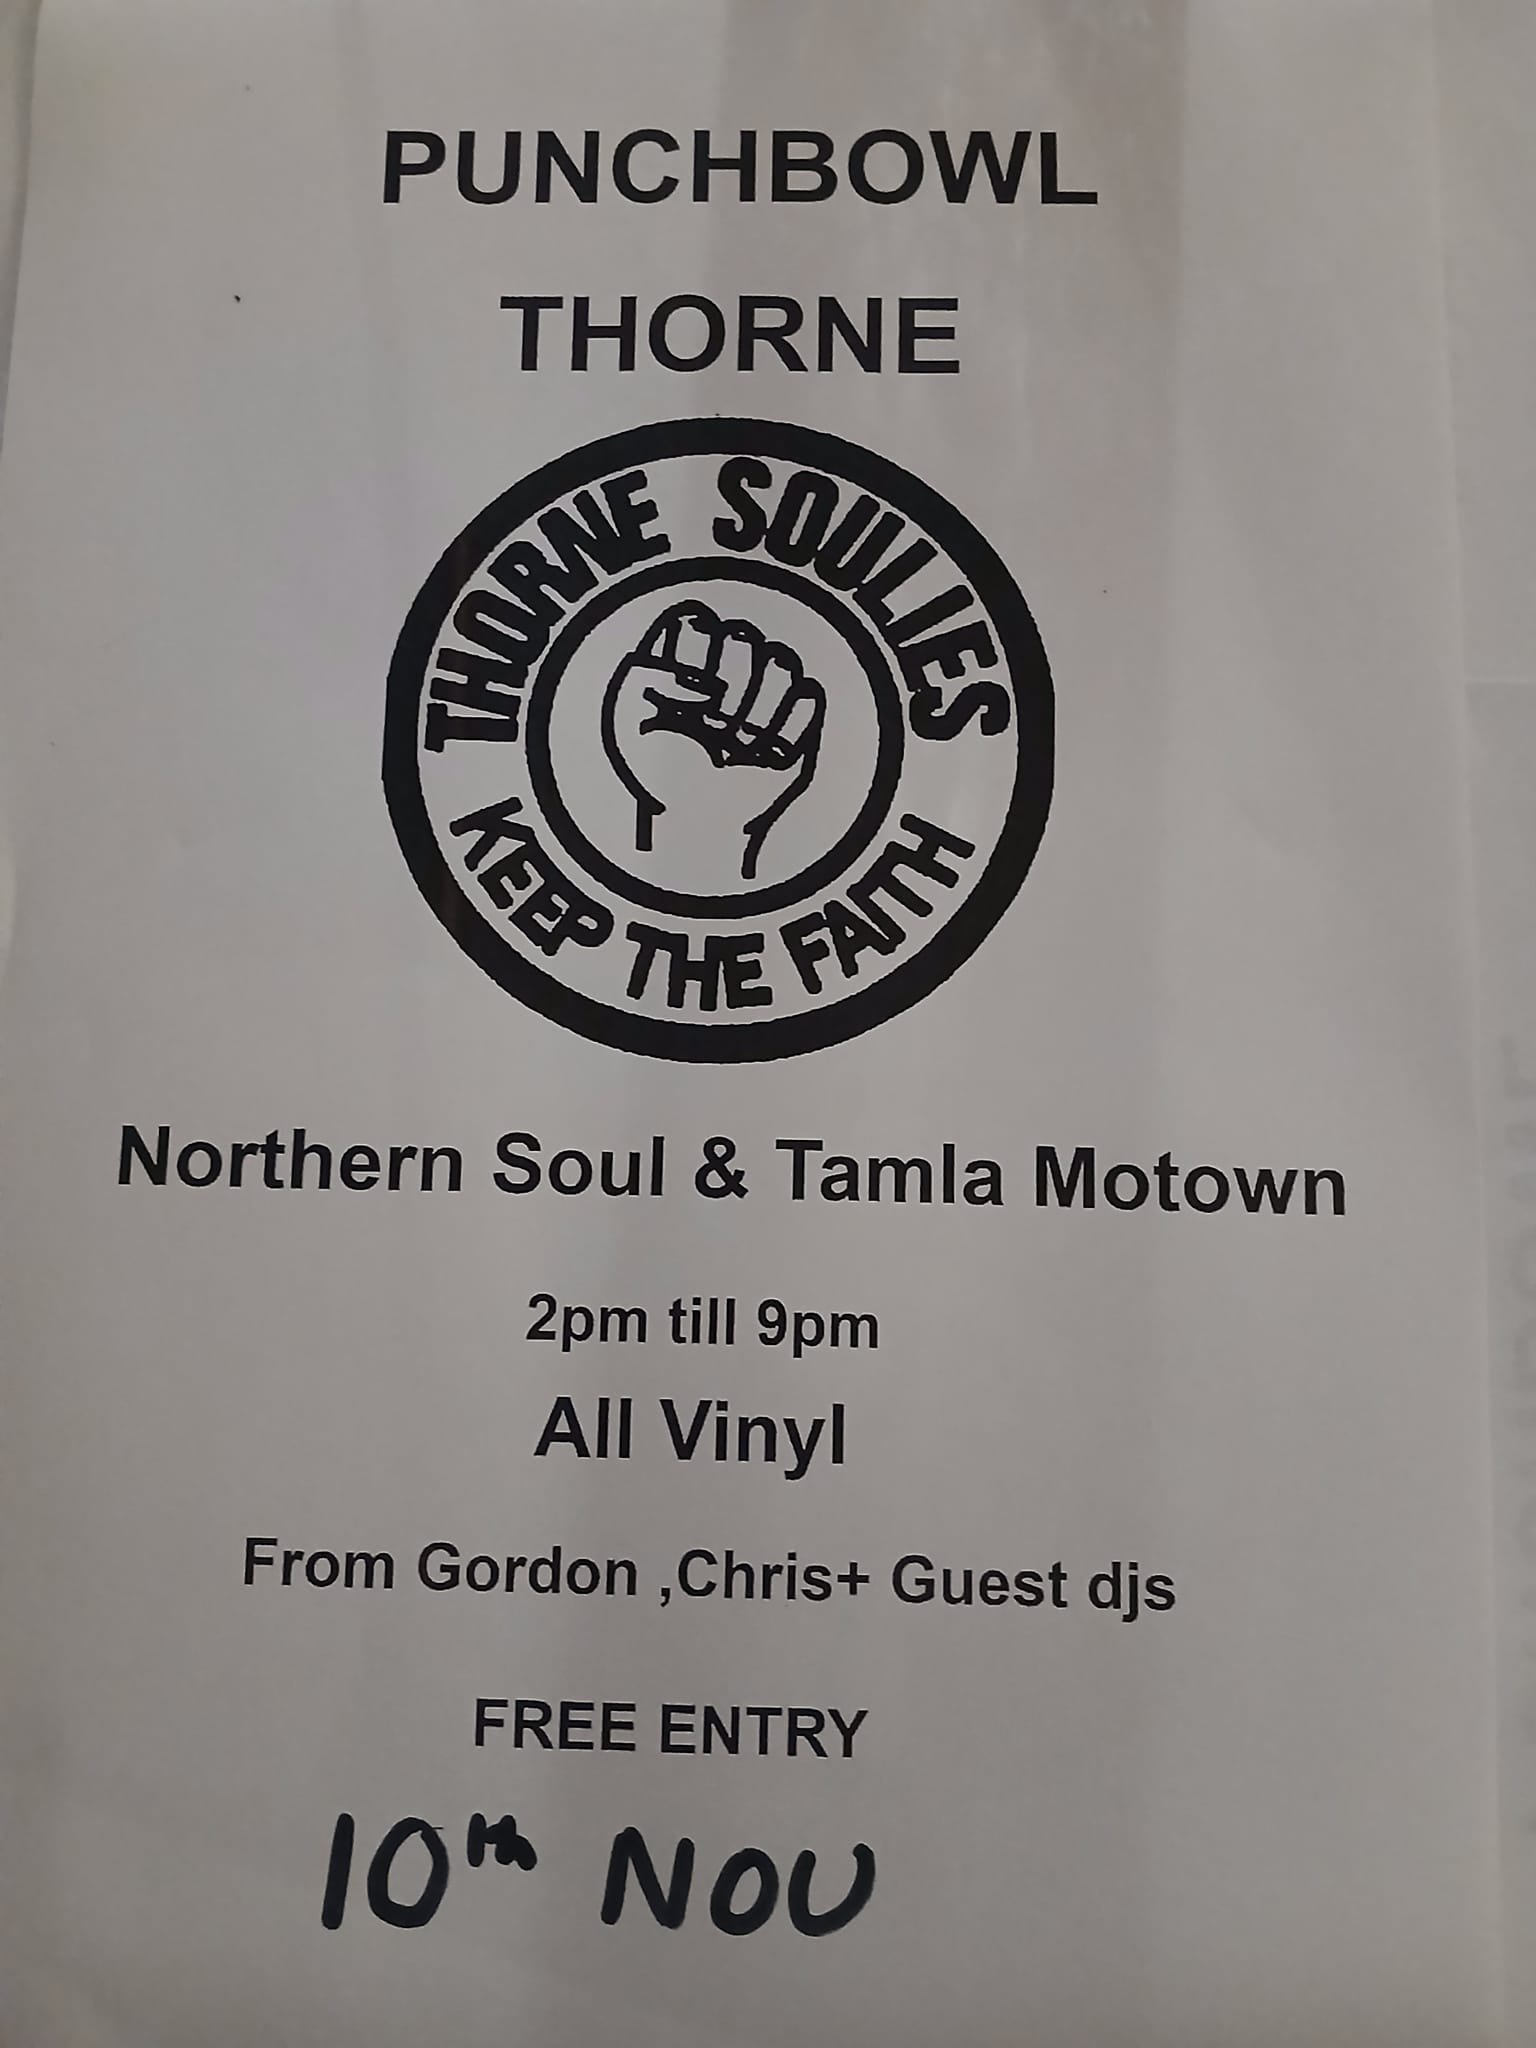 PUNCHBOWL
THORNE
THORNE SOULIES
KEEP THE FAITH
Northern Soul & Tamla Motown
2pm till 9pm
All Vinyl
From Gordon ,Chris+ Guest djs
FREE ENTRY
10th NOV